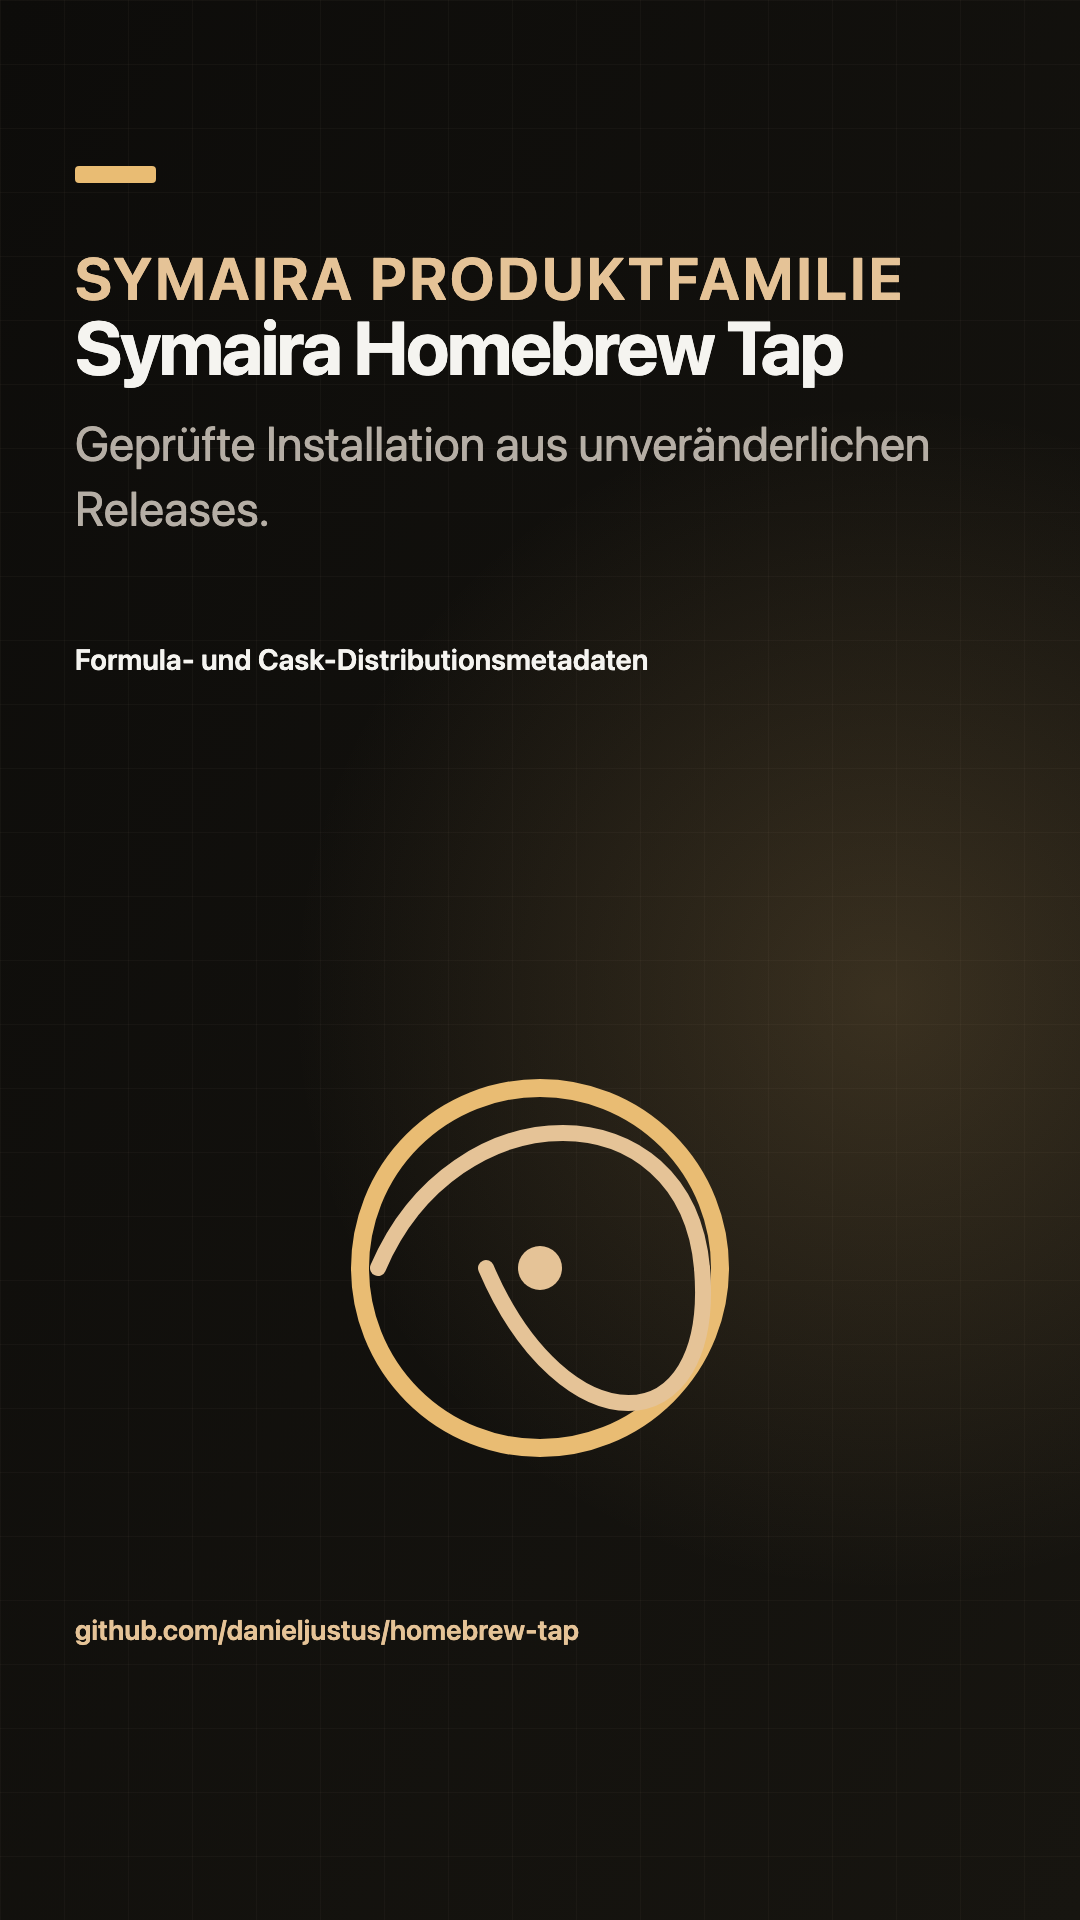 SYMAIRA PRODUKTFAMILIE
Symaira Homebrew Tap
Geprüfte Installation aus unveränderlichen
Releases.
Formula- und Cask-Distributionsmetadaten
github.com/danieljustus/homebrew-tap